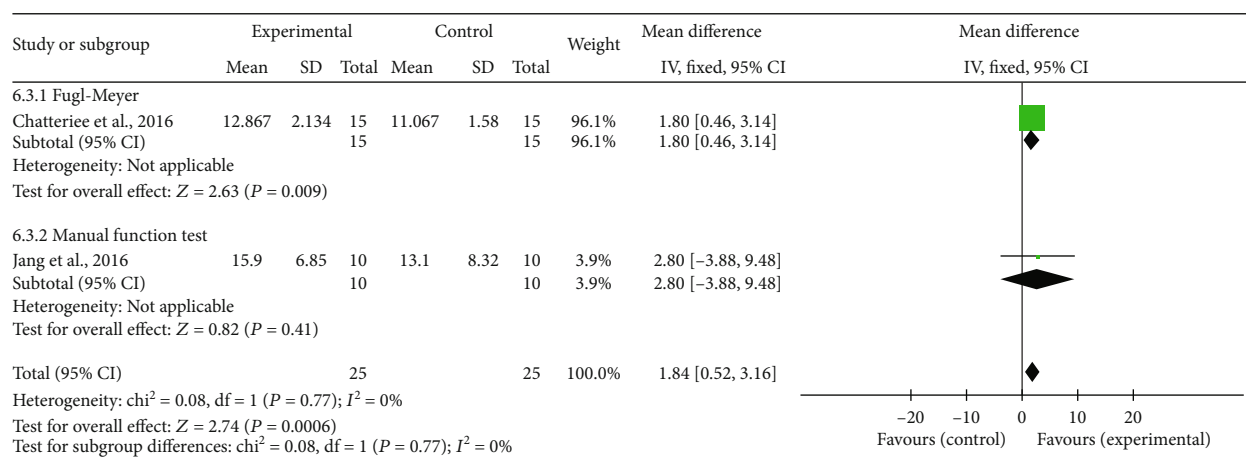 Study or subgroup Experimental Control Weight Mean difference Mean difference
Mean SD Total Mean SD Total IV, fixed, 95% CI IV, fixed, 95% CI
6.3.1 Fugl-Meyer
Chatteriee et al., 2016 12.867 2.134 15 11.067 1.58 15 96.1% 1.80 [0.46, 3.14]
Subtotal (95% CI) 15 15 96.1% 1.80 [0.46, 3.14]
Heterogeneity: Not applicable
Test for overall effect: Z = 2.63 (P = 0.009)
6.3.2 Manual function test
Jang et al., 2016 15.9 6.85 10 13.1 8.32 10 3.9% 2.80 [−3.88, 9.48]
Subtotal (95% CI) 10 10 3.9% 2.80 [−3.88, 9.48]
Heterogeneity: Not applicable
Test for overall effect: Z = 0.82 (P = 0.41)
Total (95% CI) 25 25 100.0% 1.84 [0.52, 3.16]
Heterogeneity: chi² = 0.08, df = 1 (P = 0.77); I² = 0%
Test for overall effect: Z = 2.74 (P = 0.0006)
Test for subgroup differences: chi² = 0.08, df = 1 (P = 0.77); I² = 0%
−20 −10 0 10 20
Favours (control) Favours (experimental)